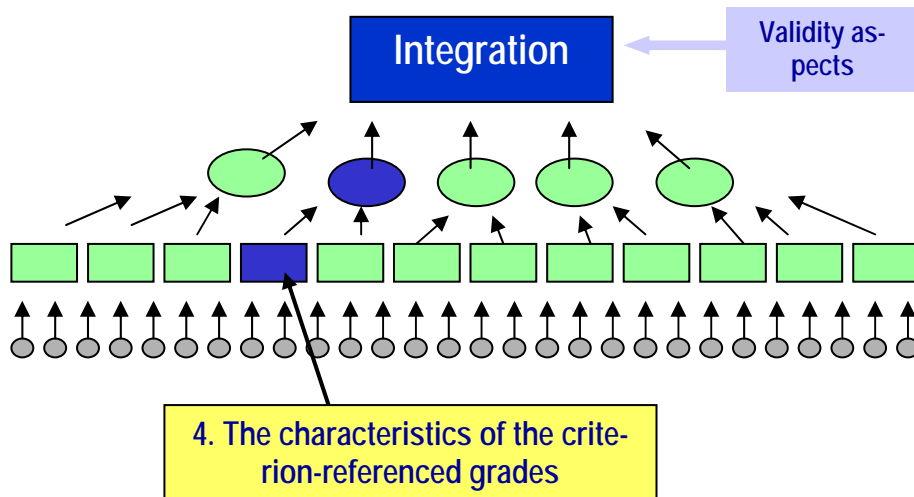 Integration
Validity as-
pects
4. The characteristics of the crite-
rion-referenced grades